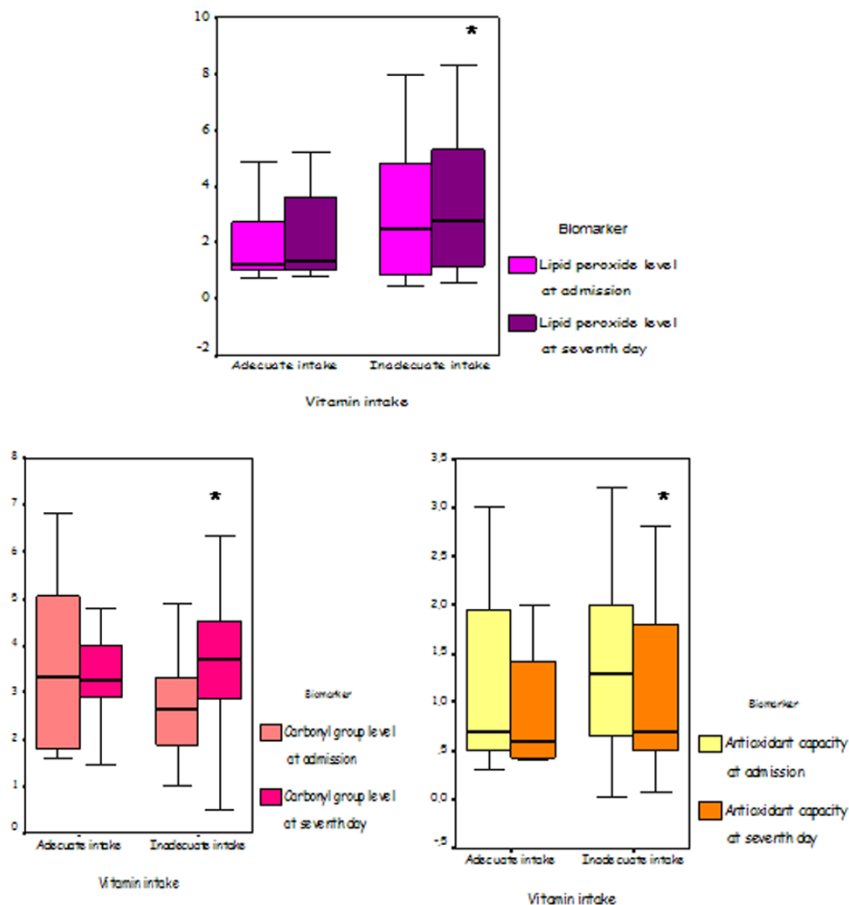 10
*
8
6
4
2
0
-2
Biomarker
Lipid peroxide level
at admission
Lipid peroxide level
at seventh day
Adecuate intake Inadecuate intake
Vitamin intake
8
*
7
6
5
4
3
2
1
0
Biomarker
Carbonyl group level
at admission
Carbonyl group level
at seventh day
Adecuate intake Inadecuate intake
Vitamin intake
3,5
*
3,0
2,5
2,0
1,5
1,0
,5
0,0
-,5
Biomarker
Antioxidant capacity
at admission
Antioxidant capacity
at seventh day
Adecuate intake Inadecuate intake
Vitamin intake